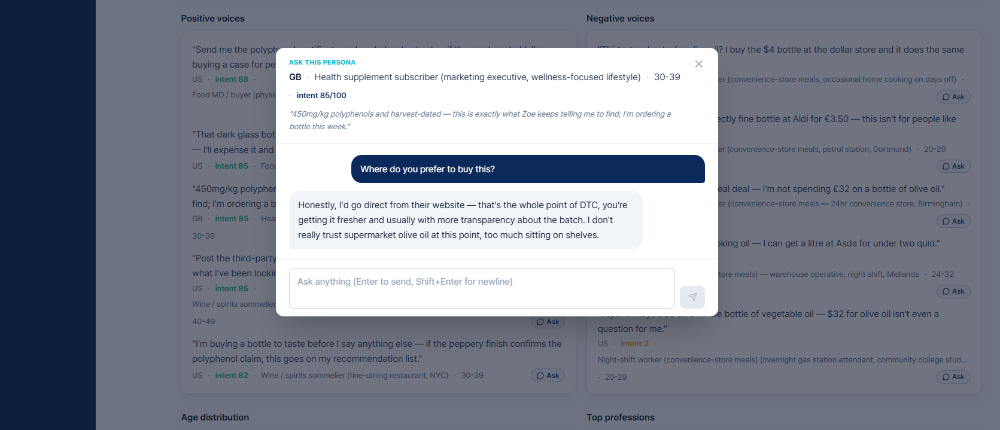 Positive voices
Negative voices
"Send me the polyph
il? I buy the $4 bottle at the dollar store and it does the same
buying a case for pe
US · intent 88 ·
er (convenience-store meals, occasional home cooking on days off) ·
Food MD / buyer (physic
Ask
ASK THIS PERSONA
GB · Health supplement subscriber (marketing executive, wellness-focused lifestyle) · 30-39
· intent 85/100
"450mg/kg polyphenols and harvest-dated — this is exactly what Zoe keeps telling me to find; I'm ordering a
bottle this week."
Where do you prefer to buy this?
Honestly, I'd go direct from their website — that's the whole point of DTC, you're
getting it fresher and usually with more transparency about the batch. I don't
really trust supermarket olive oil at this point, too much sitting on shelves.
Ask anything (Enter to send, Shift+Enter for newline)
"That dark glass bot
— I'll expense it and
US · intent 85 · Food
"450mg/kg polypher
find; I'm ordering a b
GB · intent 85 · Hea
30-39
"Post the third-party
what I've been lookin
US · intent 85 ·
Wine / spirits sommelier
40-49
Ask
"I'm buying a bottle to taste before I say anything else — if the peppery finish confirms the
polyphenol claim, this goes on my recommendation list."
US · intent 82 · Wine / spirits sommelier (fine-dining restaurant, NYC) · 30-39
Ask
ectly fine bottle at Aldi for €3.50 — this isn't for people like
er (convenience-store meals, petrol station, Dortmund) · 20-29
Ask
eal deal — I'm not spending £32 on a bottle of olive oil."
er (convenience-store meals — 24hr convenience store, Birmingham) ·
Ask
oking oil — I can get a litre at Asda for under two quid."
tore meals) — warehouse operative, night shift, Midlands · 24-32
Ask
bottle of vegetable oil — $32 for olive oil isn't even a
question for me."
US · intent 2 ·
Night-shift worker (convenience-store meals) (overnight gas station attendant, community college stud...
· 20-29
Ask
Age distribution
Top professions